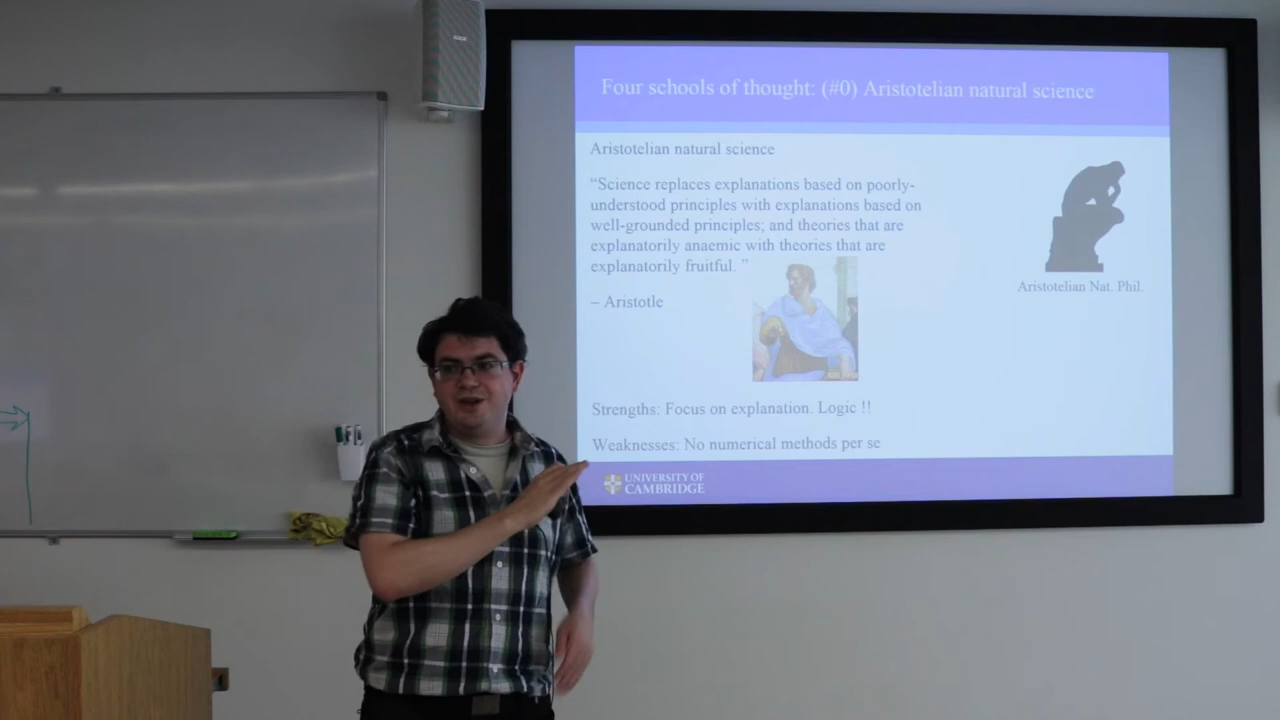 Four schools of thought: (#0) Aristotelian natural science
Aristotelian natural science
“Science replaces explanations based on poorly-
understood principles with explanations based on
well-grounded principles; and theories that are
explanatorily anaemic with theories that are
explanatorily fruitful. ”
– Aristotle
Aristotelian Nat. Phil.
Strengths: Focus on explanation. Logic !!
Weaknesses: No numerical methods per se
UNIVERSITY OF
CAMBRIDGE